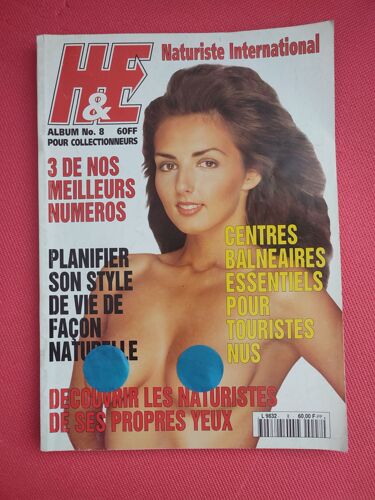 H&E
Naturiste International
ALBUM No. 8 60FF
POUR COLLECTIONNEURS
3 DE NOS
MEILLEURS
NUMEROS
PLANIFIER
SON STYLE
DE VIE DE
FAÇON
NATURELLE
CENTRES
BALNEAIRES
ESSENTIELS
POUR
TOURISTES
NUS
DECOUVRIR LES NATURISTES
DE SES PROPRES YEUX
L 9832 8 60,00 F